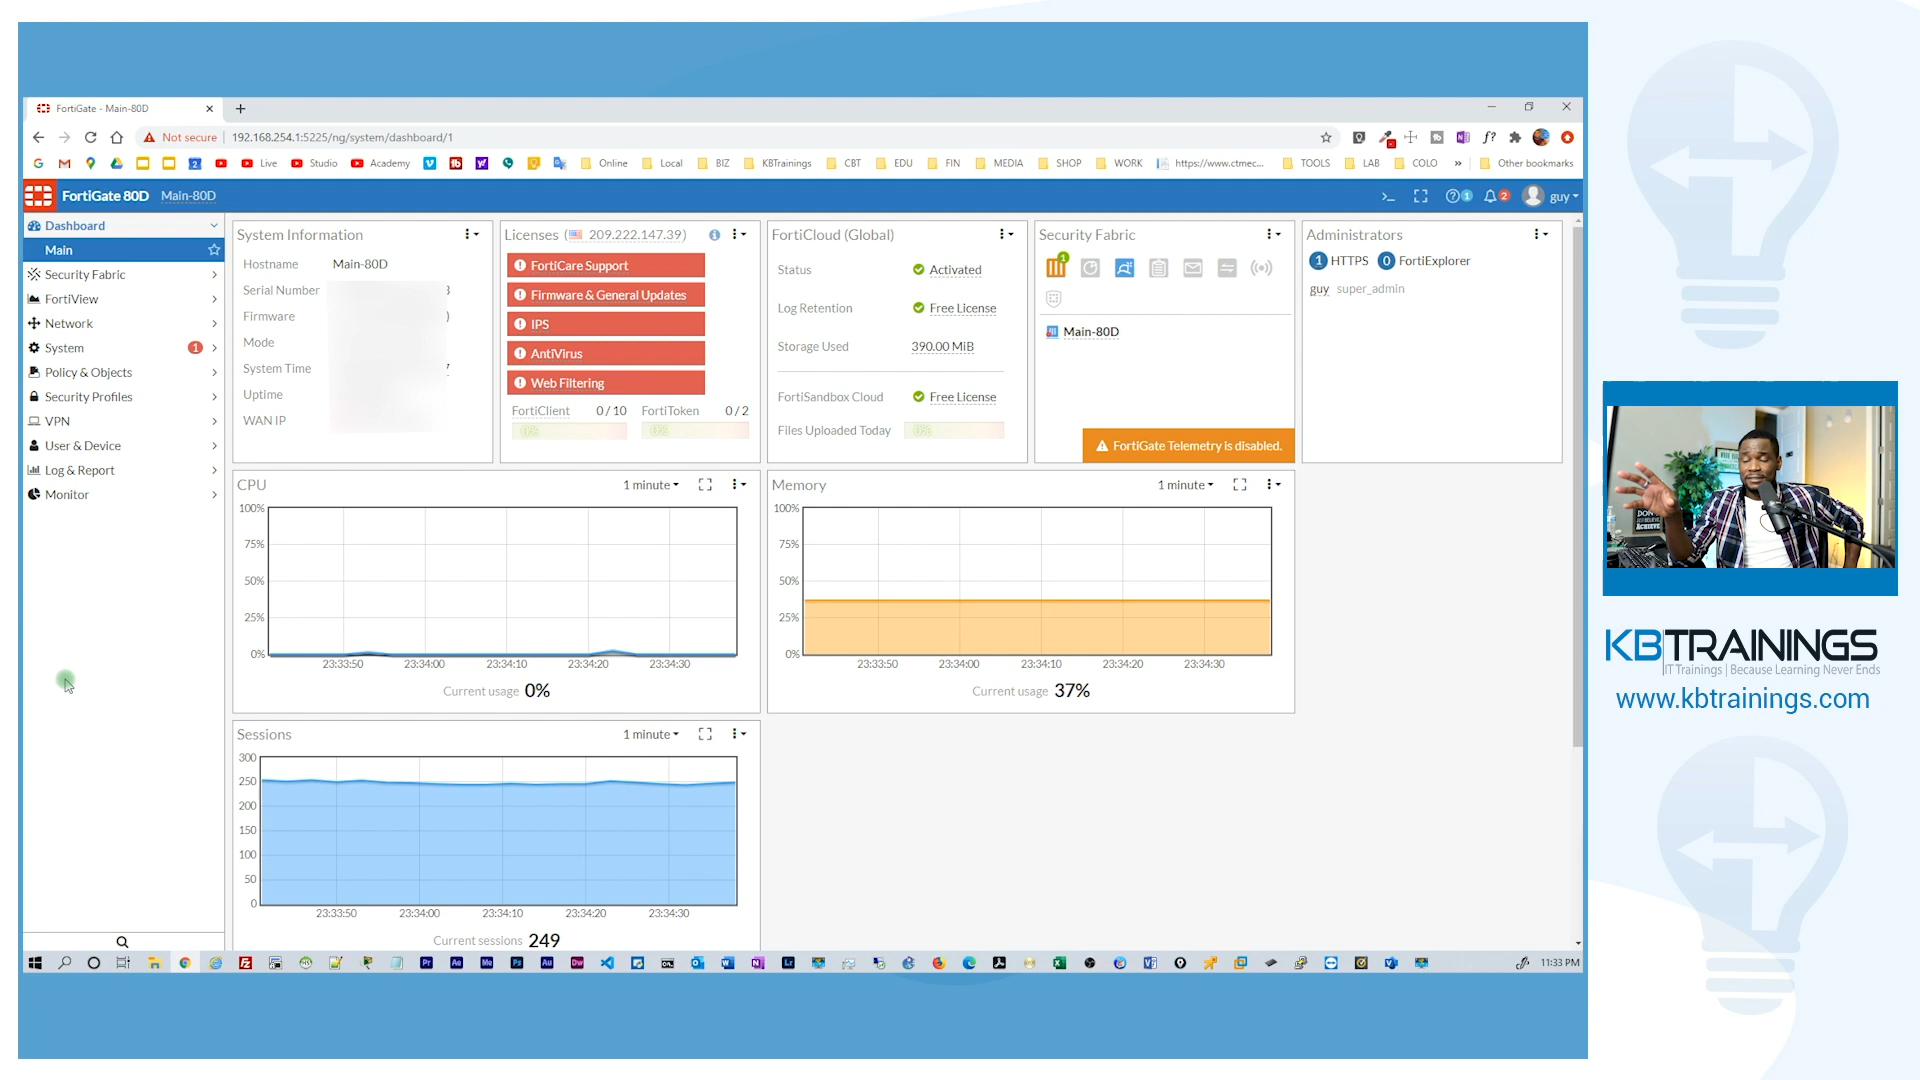 FortiGate - Main-80D
Not secure 192.168.254.1:5225/ng/system/dashboard/1
Live Studio Academy Online Local BIZ KBTrainings CBT EDU FIN MEDIA SHOP WORK https://www.ctmec... TOOLS LAB COLO » Other bookmarks
FortiGate 80D Main-80D
>_ 1 2 guy
Dashboard
Main
Security Fabric
FortiView
Network
System 1
Policy & Objects
Security Profiles
VPN
User & Device
Log & Report
Monitor
System Information
Hostname Main-80D
Serial Number
Firmware
Mode
System Time
Uptime
WAN IP
Licenses (209.222.147.39)
FortiCare Support
Firmware & General Updates
IPS
AntiVirus
Web Filtering
FortiClient 0 / 10 FortiToken 0 / 2
0% 0%
FortiCloud (Global)
Status Activated
Log Retention Free License
Storage Used 390.00 MiB
FortiSandbox Cloud Free License
Files Uploaded Today 0%
Security Fabric
1
Main-80D
FortiGate Telemetry is disabled.
Administrators
1 HTTPS 0 FortiExplorer
guy super_admin
CPU 1 minute
100%
75%
50%
25%
0%
23:33:50 23:34:00 23:34:10 23:34:20 23:34:30
Current usage 0%
Memory 1 minute
100%
75%
50%
25%
0%
23:33:50 23:34:00 23:34:10 23:34:20 23:34:30
Current usage 37%
Sessions 1 minute
300
250
200
150
100
50
0
23:33:50 23:34:00 23:34:10 23:34:20 23:34:30
Current sessions 249
11:33 PM
KBTRAININGS
IT Trainings | Because Learning Never Ends
www.kbtrainings.com